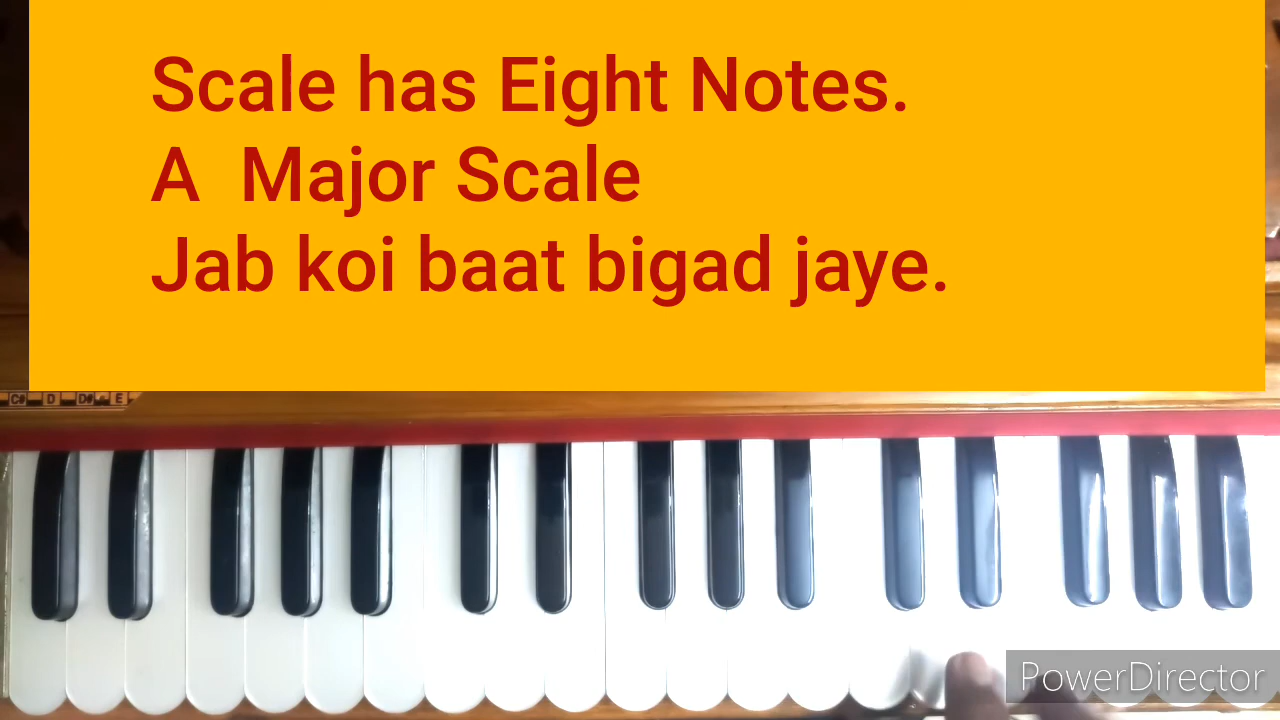 Scale has Eight Notes.
A Major Scale
Jab koi baat bigad jaye.
C# D D# E
PowerDirector